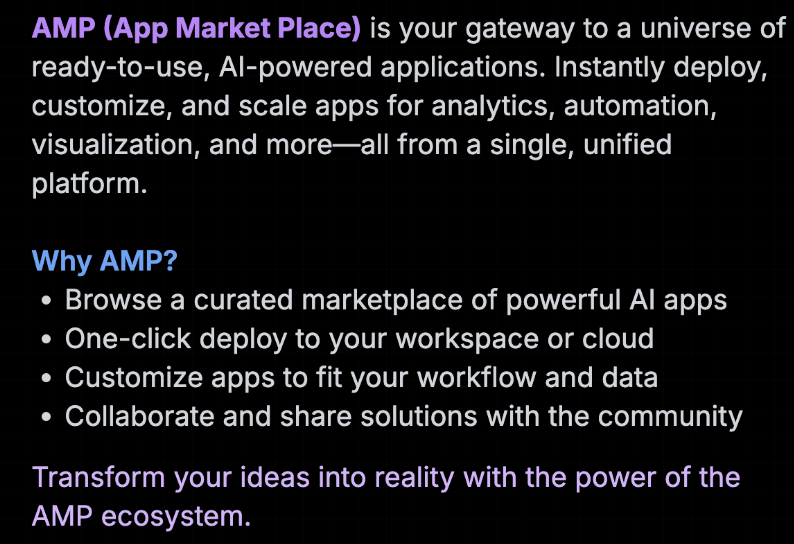 AMP (App Market Place) is your gateway to a universe of
ready-to-use, AI-powered applications. Instantly deploy,
customize, and scale apps for analytics, automation,
visualization, and more—all from a single, unified
platform.
Why AMP?
• Browse a curated marketplace of powerful AI apps
• One-click deploy to your workspace or cloud
• Customize apps to fit your workflow and data
• Collaborate and share solutions with the community
Transform your ideas into reality with the power of the
AMP ecosystem.